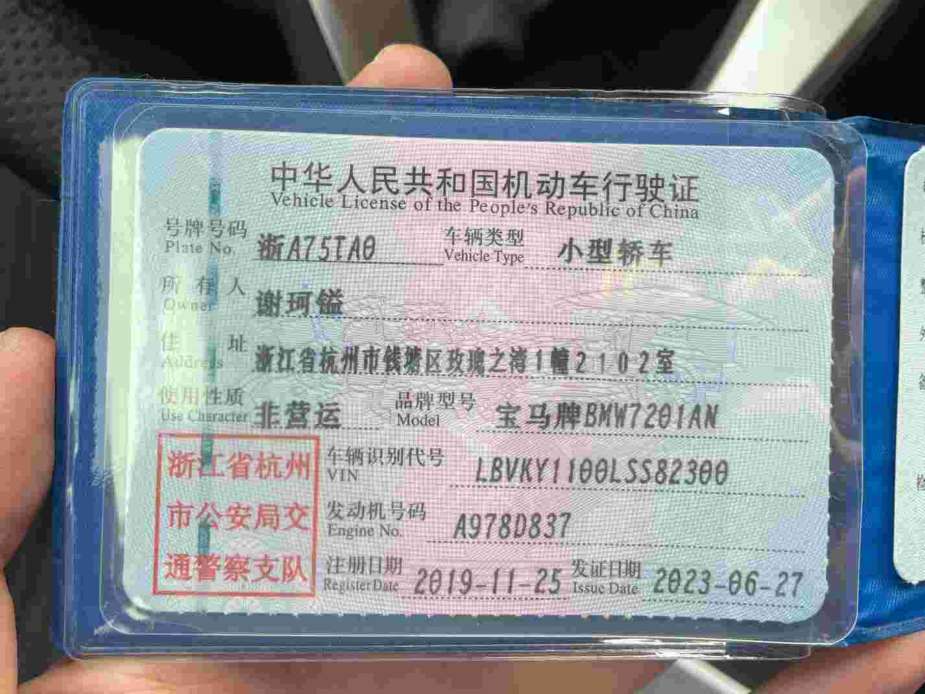 中华人民共和国机动车行驶证
Vehicle License of the People's Republic of China
号牌号码 浙A75TA0 车辆类型 小型轿车
Plate No. Vehicle Type
所有人 谢珂镒
Owner
住址 浙江省杭州市钱塘区玫瑰之湾1幢2102室
Address
使用性质 非营运 品牌型号 宝马牌BMW7201AN
Use Character Model
浙江省杭州 车辆识别代号 LBVKY1100LSS82300
VIN
市公安局交 发动机号码 A978D837
Engine No.
通警察支队 注册日期 2019-11-25 发证日期 2023-06-27
Register Date Issue Date